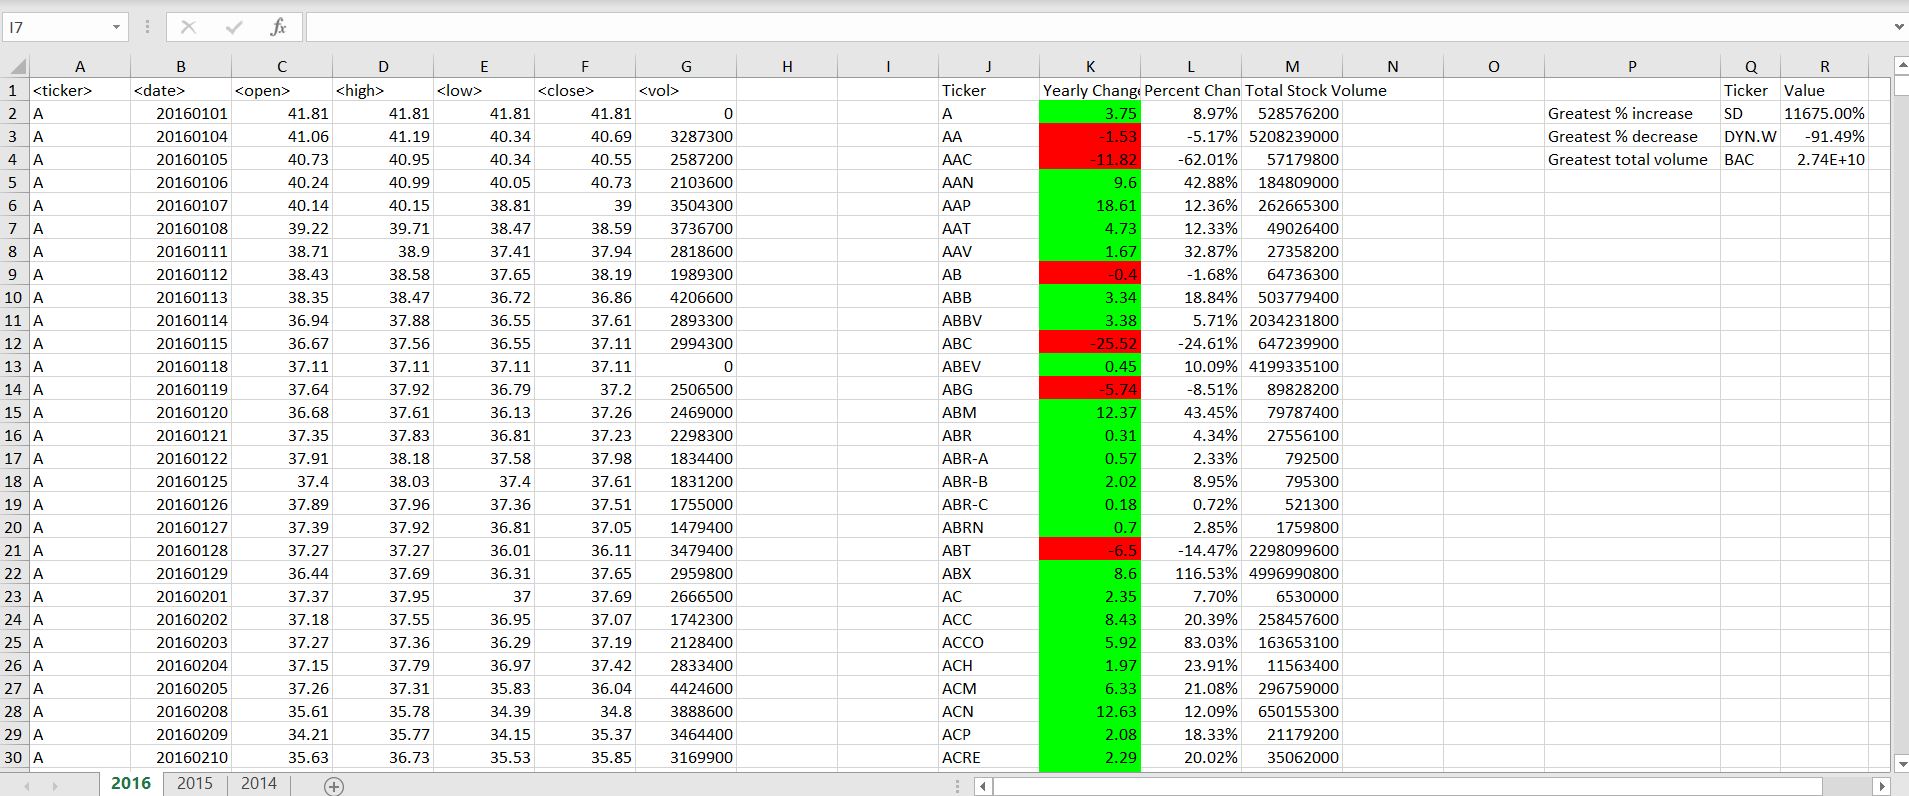 I7 fx
A B C D E F G H I J K L M N O P Q R
1 <ticker> <date> <open> <high> <low> <close> <vol> Ticker Yearly Change Percent Chan Total Stock Volume Ticker Value
2 A 20160101 41.81 41.81 41.81 41.81 0 A 3.75 8.97% 528576200 Greatest % increase SD 11675.00%
3 A 20160104 41.06 41.19 40.34 40.69 3287300 AA -1.53 -5.17% 5208239000 Greatest % decrease DYN.W -91.49%
4 A 20160105 40.73 40.95 40.34 40.55 2587200 AAC -11.82 -62.01% 57179800 Greatest total volume BAC 2.74E+10
5 A 20160106 40.24 40.99 40.05 40.73 2103600 AAN 9.6 42.88% 184809000
6 A 20160107 40.14 40.15 38.81 39 3504300 AAP 18.61 12.36% 262665300
7 A 20160108 39.22 39.71 38.47 38.59 3736700 AAT 4.73 12.33% 49026400
8 A 20160111 38.71 38.9 37.41 37.94 2818600 AAV 1.67 32.87% 27358200
9 A 20160112 38.43 38.58 37.65 38.19 1989300 AB -0.4 -1.68% 64736300
10 A 20160113 38.35 38.47 36.72 36.86 4206600 ABB 3.34 18.84% 503779400
11 A 20160114 36.94 37.88 36.55 37.61 2893300 ABBV 3.38 5.71% 2034231800
12 A 20160115 36.67 37.56 36.55 37.11 2994300 ABC -25.52 -24.61% 647239900
13 A 20160118 37.11 37.11 37.11 37.11 0 ABEV 0.45 10.09% 4199335100
14 A 20160119 37.64 37.92 36.79 37.2 2506500 ABG -5.74 -8.51% 89828200
15 A 20160120 36.68 37.61 36.13 37.26 2469000 ABM 12.37 43.45% 79787400
16 A 20160121 37.35 37.83 36.81 37.23 2298300 ABR 0.31 4.34% 27556100
17 A 20160122 37.91 38.18 37.58 37.98 1834400 ABR-A 0.57 2.33% 792500
18 A 20160125 37.4 38.03 37.4 37.61 1831200 ABR-B 2.02 8.95% 795300
19 A 20160126 37.89 37.96 37.36 37.51 1755000 ABR-C 0.18 0.72% 521300
20 A 20160127 37.39 37.92 36.81 37.05 1479400 ABRN 0.7 2.85% 1759800
21 A 20160128 37.27 37.27 36.01 36.11 3479400 ABT -6.5 -14.47% 2298099600
22 A 20160129 36.44 37.69 36.31 37.65 2959800 ABX 8.6 116.53% 4996990800
23 A 20160201 37.37 37.95 37 37.69 2666500 AC 2.35 7.70% 6530000
24 A 20160202 37.18 37.55 36.95 37.07 1742300 ACC 8.43 20.39% 258457600
25 A 20160203 37.27 37.36 36.29 37.19 2128400 ACCO 5.92 83.03% 163653100
26 A 20160204 37.15 37.79 36.97 37.42 2833400 ACH 1.97 23.91% 11563400
27 A 20160205 37.26 37.31 35.83 36.04 4424600 ACM 6.33 21.08% 296759000
28 A 20160208 35.61 35.78 34.39 34.8 3888600 ACN 12.63 12.09% 650155300
29 A 20160209 34.21 35.77 34.15 35.37 3464400 ACP 2.08 18.33% 21179200
30 A 20160210 35.63 36.73 35.53 35.85 3169900 ACRE 2.29 20.02% 35062000
2016 2015 2014